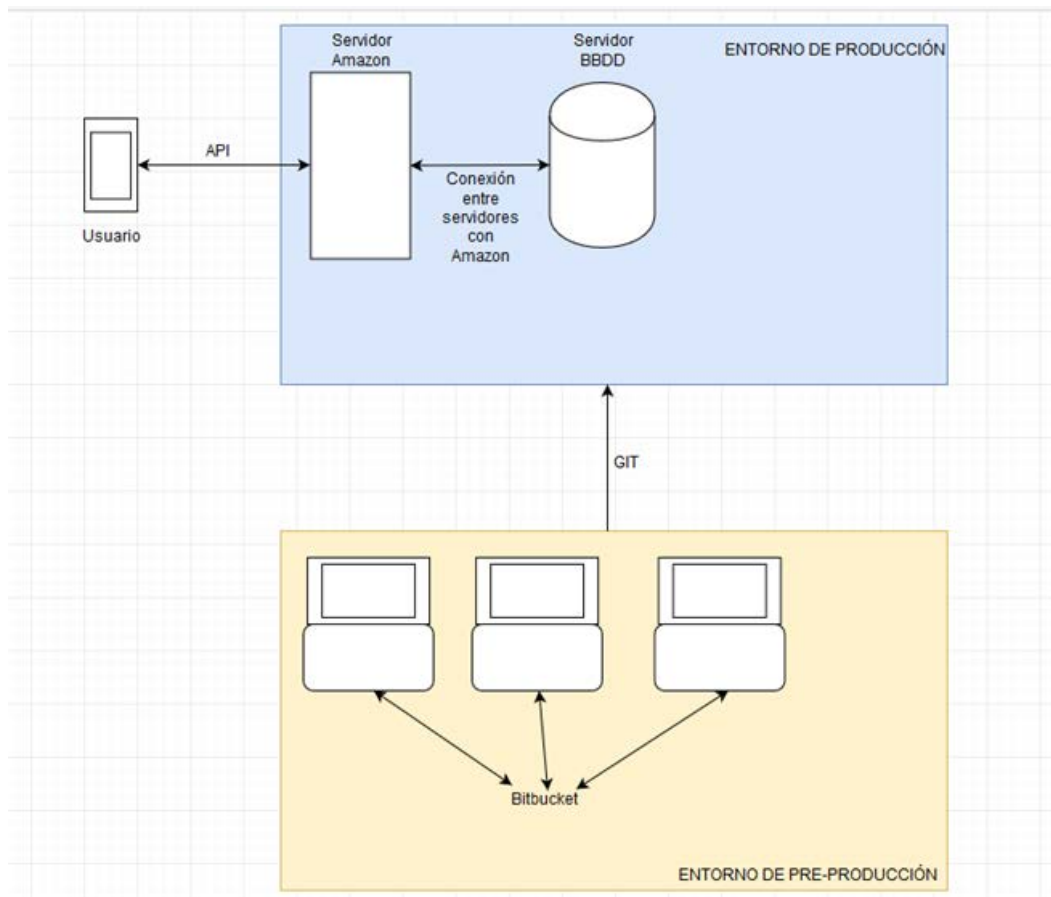 Servidor
Amazon
Servidor
BBDD
ENTORNO DE PRODUCCIÓN
API
Usuario
Conexión
entre
servidores
con
Amazon
GIT
Bitbucket
ENTORNO DE PRE-PRODUCCIÓN